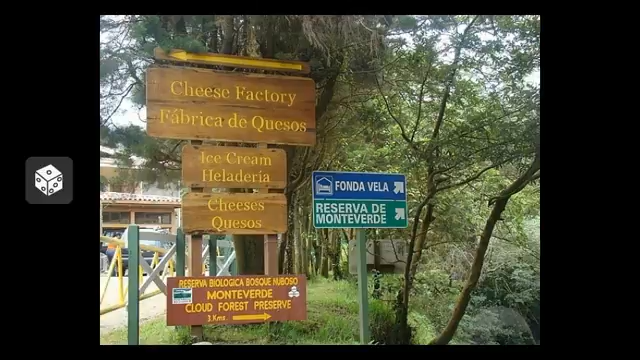 Cheese Factory
Fábrica de Quesos
Ice Cream
Heladería
Cheeses
Quesos
FONDA VELA
RESERVA DE
MONTEVERDE
RESERVA BIOLOGICA BOSQUE NUBOSO
MONTEVERDE
CLOUD FOREST PRESERVE
3 Kms